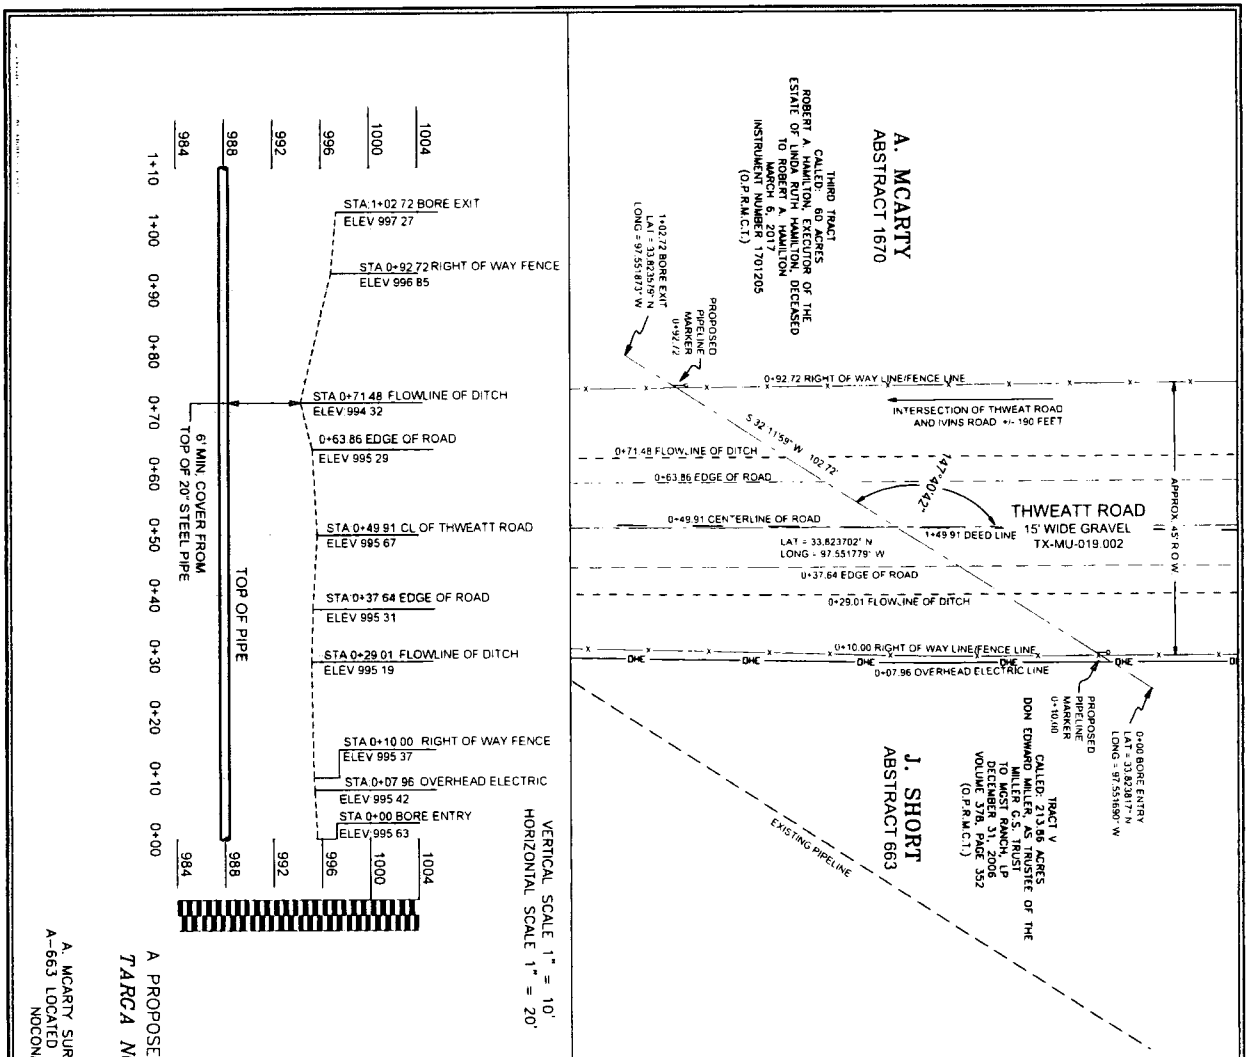 A. MCARTY
ABSTRACT 1670
THIRD TRACT
CALLED: 60 ACRES
ROBERT A. HAMILTON, EXECUTOR OF THE
ESTATE OF LINDA RUTH HAMILTON, DECEASED
TO ROBERT A. HAMILTON
MARCH 6, 2017
INSTRUMENT NUMBER 1701205
(O.P.R.M.C.T.)
1+02.72 BORE EXIT
LAT = 33.823579° N
LONG = 97.551873° W
PROPOSED
PIPELINE
MARKER
0+92.72
0+92.72 RIGHT OF WAY LINE/FENCE LINE
INTERSECTION OF THWEAT ROAD
AND IVINS ROAD +/- 190 FEET
S 32°11'59" W 102.72'
0+71.48 FLOWLINE OF DITCH
147°40'42"
0+63.86 EDGE OF ROAD
THWEATT ROAD
15' WIDE GRAVEL
TX-MU-019.002
APPROX. 45' R.O.W.
0+49.91 CENTERLINE OF ROAD
1+49.91 DEED LINE
LAT = 33.823702° N
LONG = 97.551779° W
0+37.64 EDGE OF ROAD
0+29.01 FLOWLINE OF DITCH
0+10.00 RIGHT OF WAY LINE/FENCE LINE
OHE OHE OHE OHE OHE
0+07.96 OVERHEAD ELECTRIC LINE
PROPOSED
PIPELINE
MARKER
0+10.00
0+00 BORE ENTRY
LAT = 33.823817° N
LONG = 97.551690° W
TRACT V
CALLED: 213.86 ACRES
DON EDWARD MILLER, AS TRUSTEE OF THE
MILLER G.S. TRUST
TO MGST RANCH, LP
DECEMBER 31, 2006
VOLUME 378, PAGE 352
(O.P.R.M.C.T.)
J. SHORT
ABSTRACT 663
EXISTING PIPELINE
1004
1000
996
992
988
984
STA:1+02.72 BORE EXIT
ELEV 997.27
STA 0+92.72 RIGHT OF WAY FENCE
ELEV 996.85
STA 0+71.48 FLOWLINE OF DITCH
ELEV:994.32
0+63.86 EDGE OF ROAD
ELEV 995.29
STA 0+49.91 CL OF THWEATT ROAD
ELEV 995.67
STA:0+37.64 EDGE OF ROAD
ELEV 995.31
STA 0+29.01 FLOWLINE OF DITCH
ELEV 995.19
STA 0+10.00 RIGHT OF WAY FENCE
ELEV 995.37
STA:0+07.96 OVERHEAD ELECTRIC
ELEV 995.42
STA 0+00 BORE ENTRY
ELEV:995.63
6' MIN. COVER FROM
TOP OF 20" STEEL PIPE
TOP OF PIPE
1+10 1+00 0+90 0+80 0+70 0+60 0+50 0+40 0+30 0+20 0+10 0+00
1004
1000
996
992
988
984
VERTICAL SCALE 1" = 10'
HORIZONTAL SCALE 1" = 20'
A PROPOSE
TARGA N
A. MCARTY SUR
A-663 LOCATED
NOCON